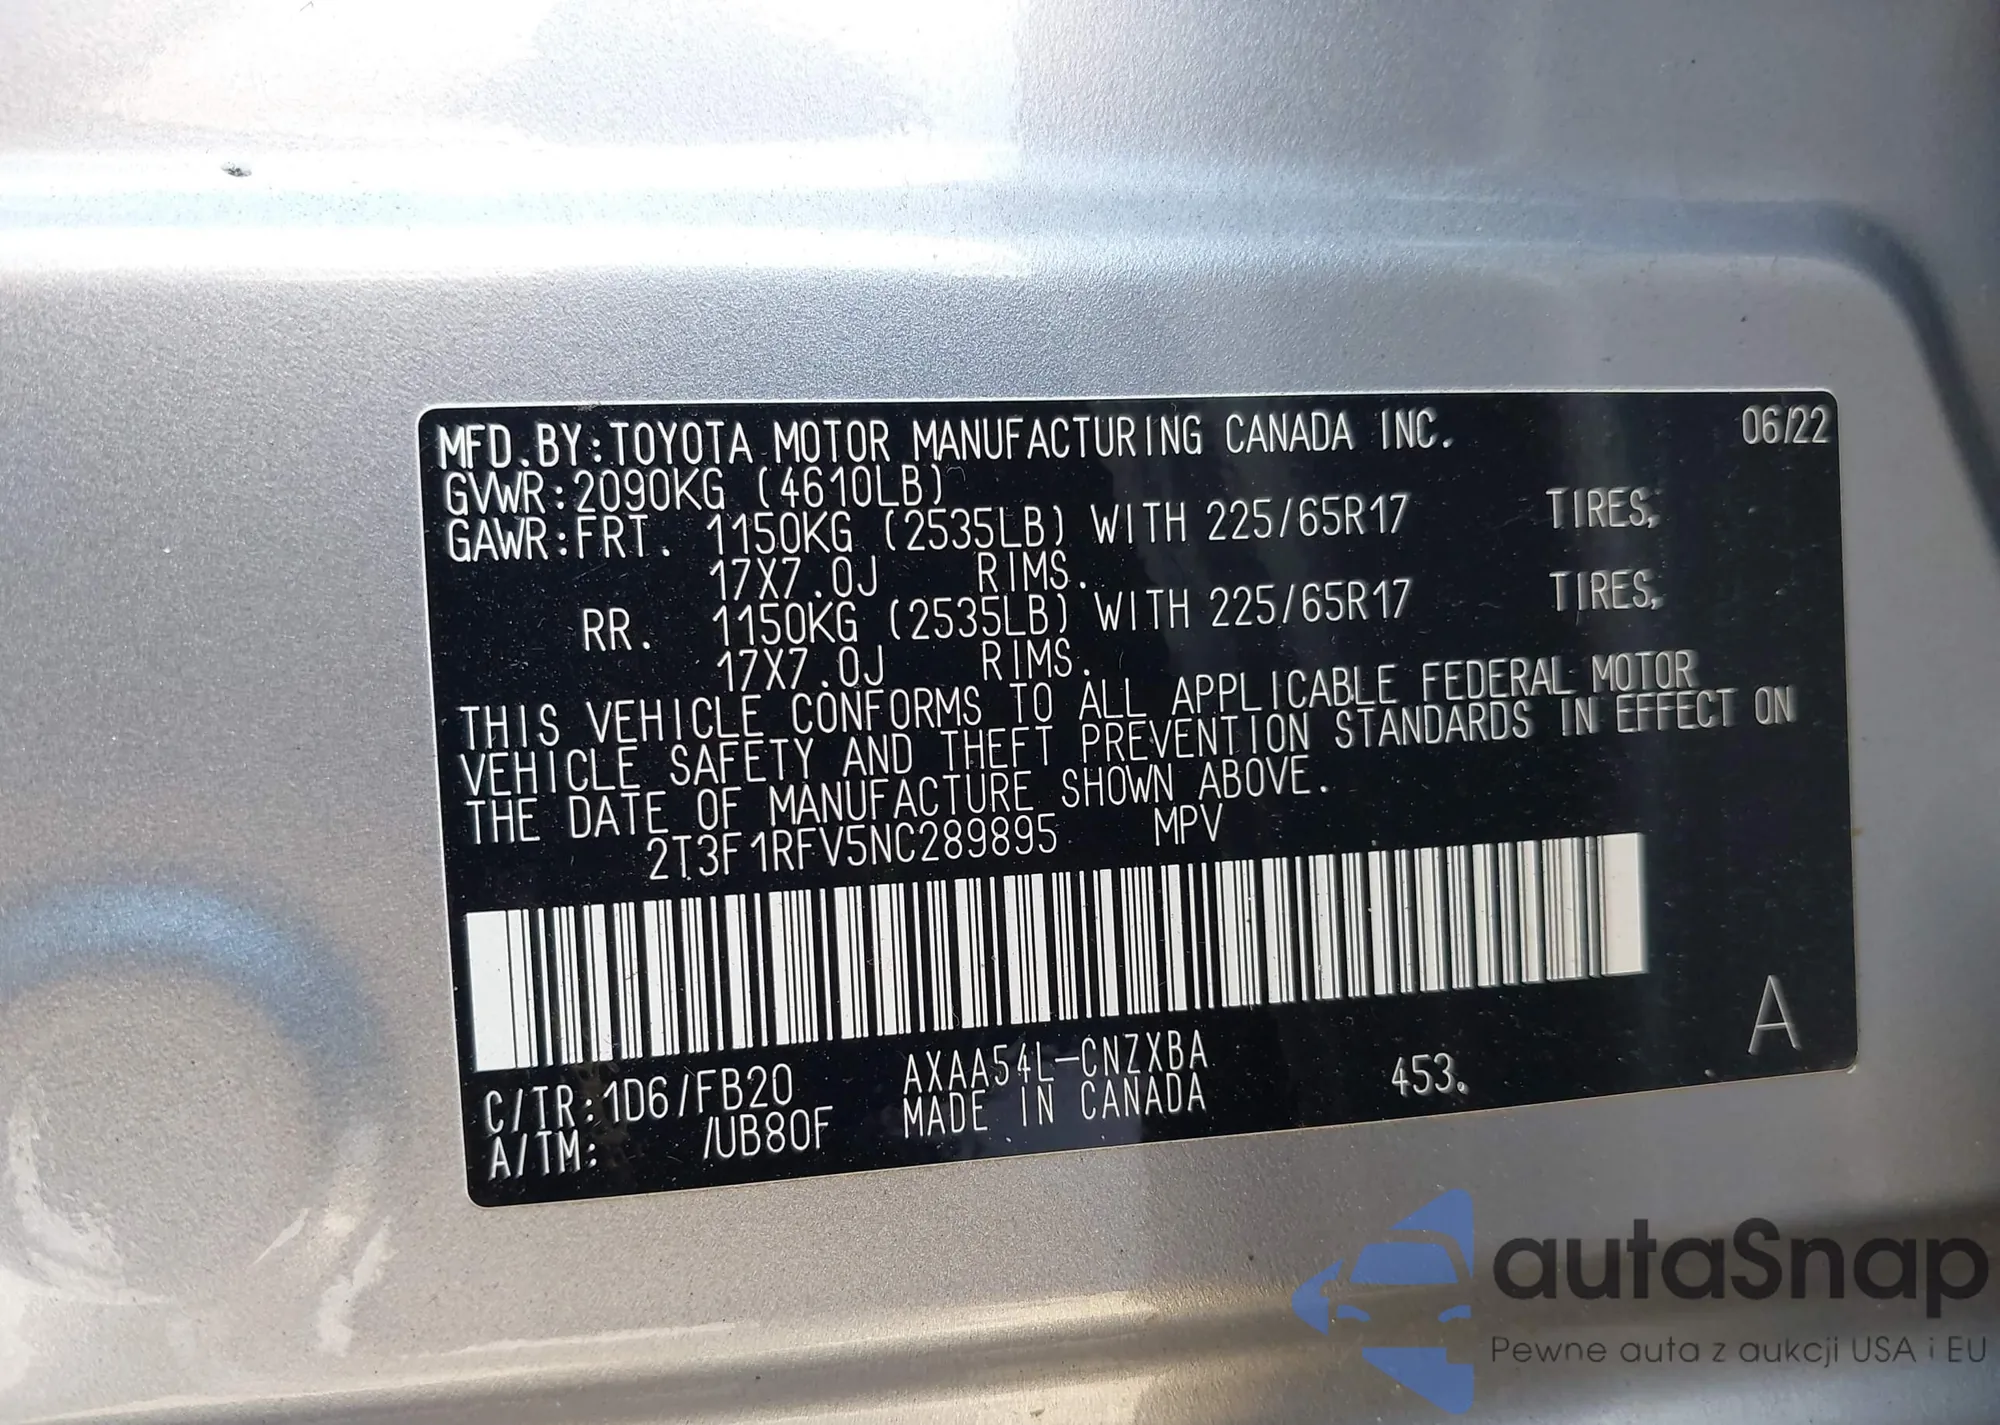 MFD.BY:TOYOTA MOTOR MANUFACTURING CANADA INC. 06/22
GVWR:2090KG (4610LB)
GAWR:FRT. 1150KG (2535LB) WITH 225/65R17 TIRES,
17X7.0J RIMS.
RR. 1150KG (2535LB) WITH 225/65R17 TIRES,
17X7.0J RIMS.
THIS VEHICLE CONFORMS TO ALL APPLICABLE FEDERAL MOTOR
VEHICLE SAFETY AND THEFT PREVENTION STANDARDS IN EFFECT ON
THE DATE OF MANUFACTURE SHOWN ABOVE.
2T3F1RFV5NC289895 MPV
A
C/TR:1D6/FB20 AXAA54L-CNZXBA 453.
A/TM: /UB80F MADE IN CANADA
autaSnap
Pewne auta z aukcji USA i EU